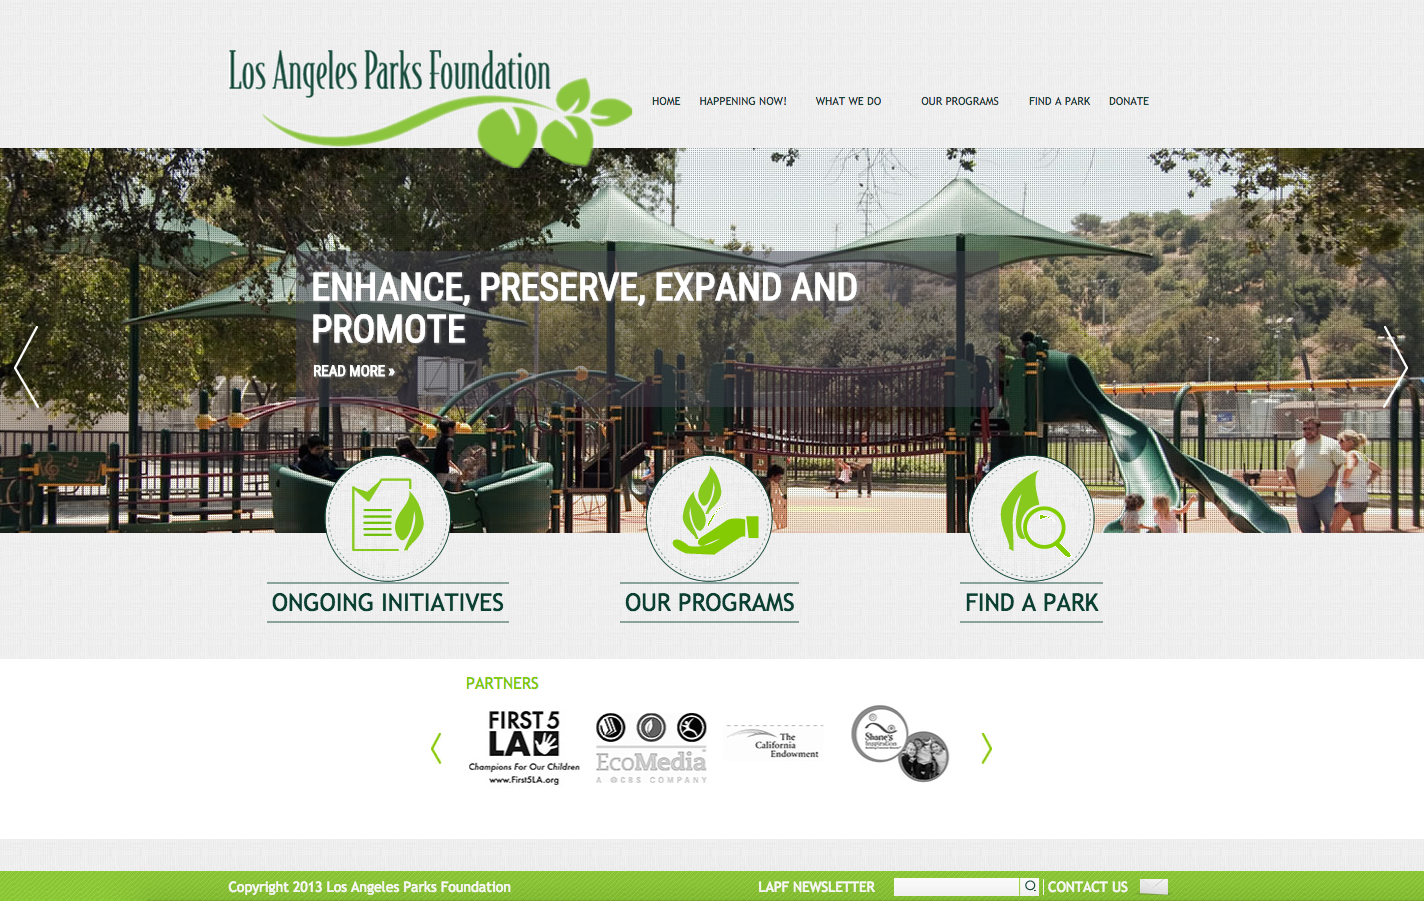 Los Angeles Parks Foundation
HOME HAPPENING NOW! WHAT WE DO OUR PROGRAMS FIND A PARK DONATE
ENHANCE, PRESERVE, EXPAND AND
PROMOTE
READ MORE »
ONGOING INITIATIVES OUR PROGRAMS FIND A PARK
PARTNERS
FIRST 5
LA
Champions For Our Children
www.First5LA.org
EcoMedia
A CBS COMPANY
The
California
Endowment
Shane's
Inspiration
Copyright 2013 Los Angeles Parks Foundation LAPF NEWSLETTER CONTACT US